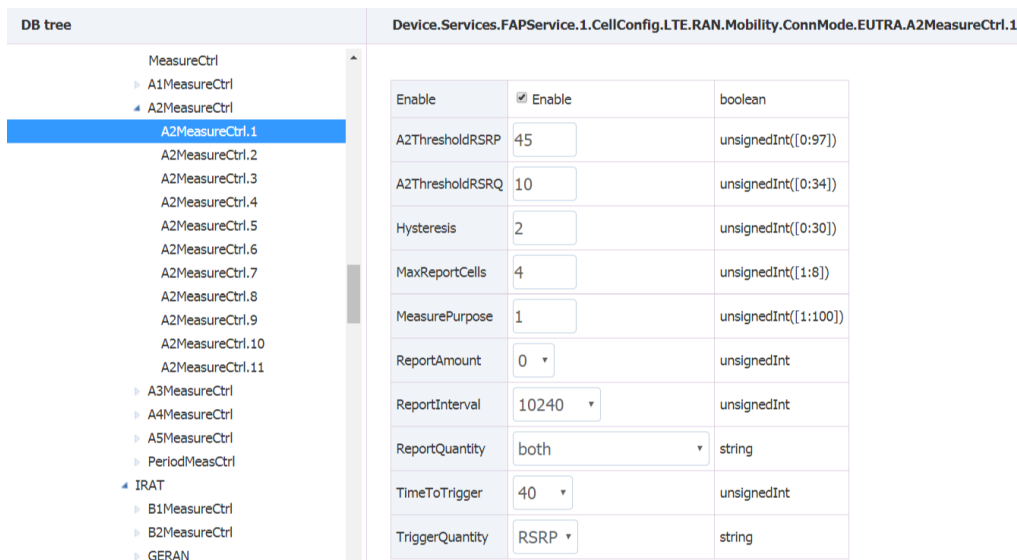 DB tree
MeasureCtrl
A1MeasureCtrl
A2MeasureCtrl
A2MeasureCtrl.1
A2MeasureCtrl.2
A2MeasureCtrl.3
A2MeasureCtrl.4
A2MeasureCtrl.5
A2MeasureCtrl.6
A2MeasureCtrl.7
A2MeasureCtrl.8
A2MeasureCtrl.9
A2MeasureCtrl.10
A2MeasureCtrl.11
A3MeasureCtrl
A4MeasureCtrl
A5MeasureCtrl
PeriodMeasCtrl
IRAT
B1MeasureCtrl
B2MeasureCtrl
GERAN
Device.Services.FAPService.1.CellConfig.LTE.RAN.Mobility.ConnMode.EUTRA.A2MeasureCtrl.1
Enable Enable boolean
A2ThresholdRSRP 45 unsignedInt([0:97])
A2ThresholdRSRQ 10 unsignedInt([0:34])
Hysteresis 2 unsignedInt([0:30])
MaxReportCells 4 unsignedInt([1:8])
MeasurePurpose 1 unsignedInt([1:100])
ReportAmount 0 unsignedInt
ReportInterval 10240 unsignedInt
ReportQuantity both string
TimeToTrigger 40 unsignedInt
TriggerQuantity RSRP string